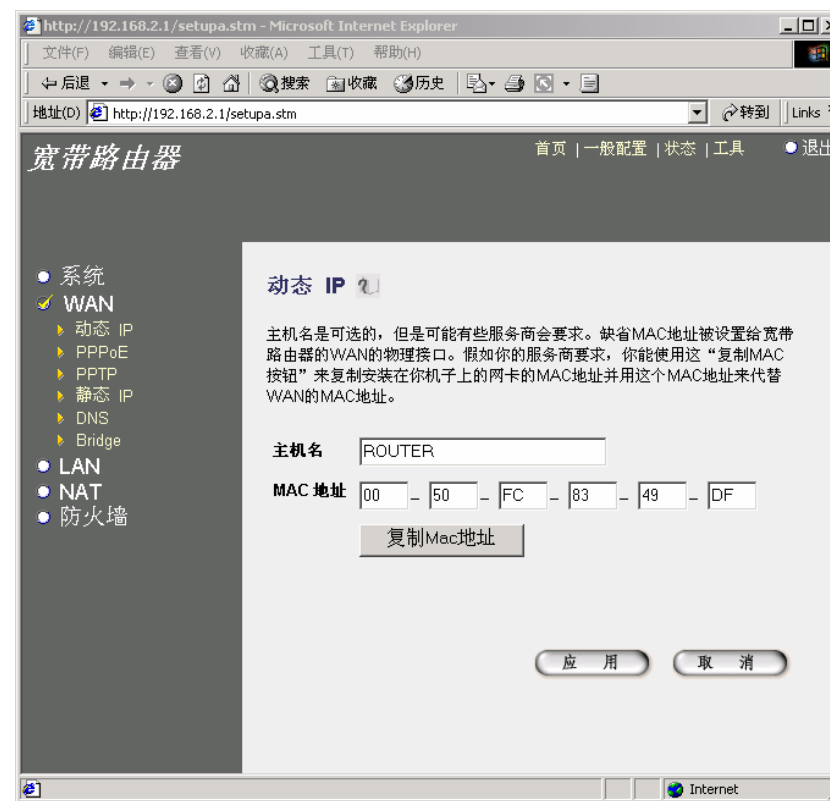 http://192.168.2.1/setupa.stm - Microsoft Internet Explorer
文件(F) 编辑(E) 查看(V) 收藏(A) 工具(T) 帮助(H)
后退 搜索 收藏 历史
地址(D) http://192.168.2.1/setupa.stm 转到 Links
宽带路由器
首页 | 一般配置 | 状态 | 工具 退出
系统
WAN
动态 IP
PPPoE
PPTP
静态 IP
DNS
Bridge
LAN
NAT
防火墙
动态 IP
主机名是可选的，但是可能有些服务商会要求。缺省MAC地址被设置给宽带
路由器的WAN的物理接口。假如你的服务商要求，你能使用这“复制MAC
按钮”来复制安装在你机子上的网卡的MAC地址并用这个MAC地址来代替
WAN的MAC地址。
主机名 ROUTER
MAC 地址 00 - 50 - FC - 83 - 49 - DF
复制Mac地址
应 用 取 消
Internet